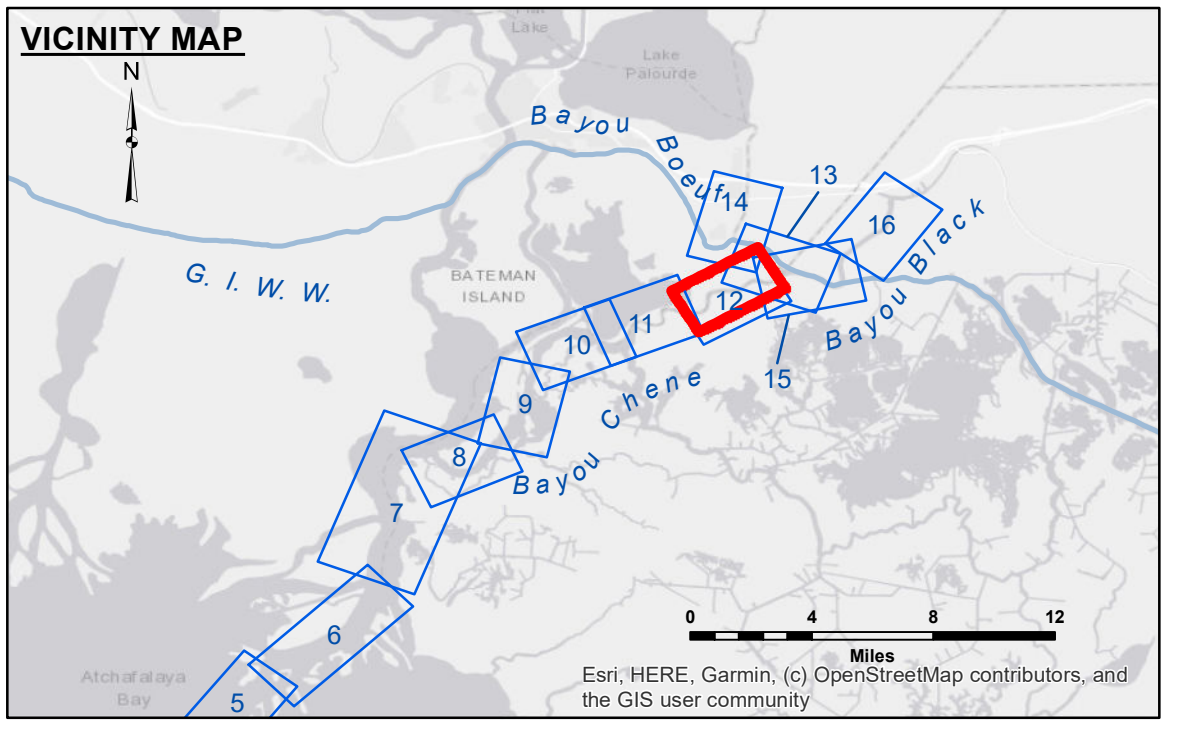 VICINITY MAP
N
Flat
Lake
Lake
Palourde
Bayou
Boeuf
13
14
16
Bayou Black
G. I. W. W.
BATEMAN
ISLAND
12
11
10
15
9
Bayou Chene
8
7
6
5
Atchafalaya
Bay
0 4 8 12
Miles
Esri, HERE, Garmin, (c) OpenStreetMap contributors, and
the GIS user community